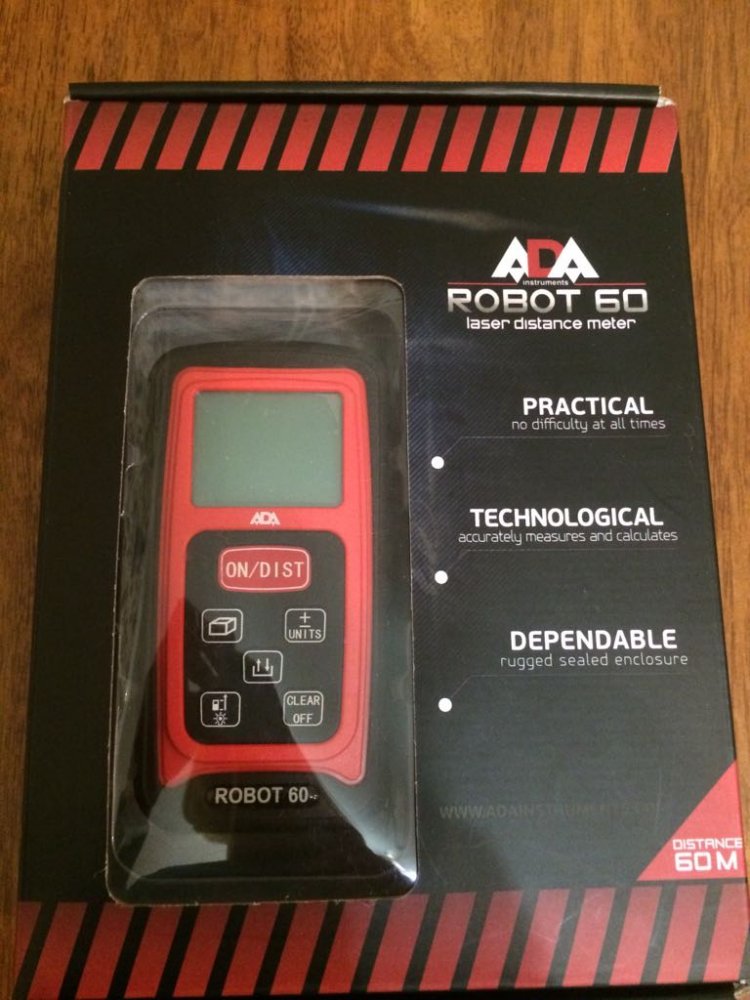 ADA
instruments
ROBOT 60
laser distance meter
PRACTICAL
no difficulty at all times
TECHNOLOGICAL
accurately measures and calculates
DEPENDABLE
rugged sealed enclosure
ADA
ON/DIST
±
UNITS
CLEAR
OFF
ROBOT 60
DISTANCE
60 M